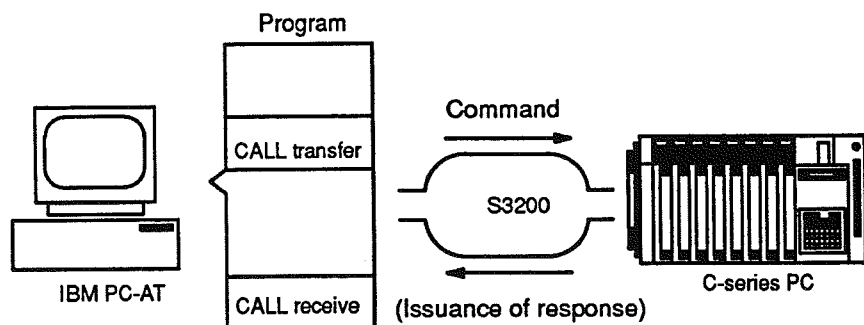 Program
Command
CALL transfer
S3200
IBM PC-AT
C-series PC
CALL receive
(Issuance of response)